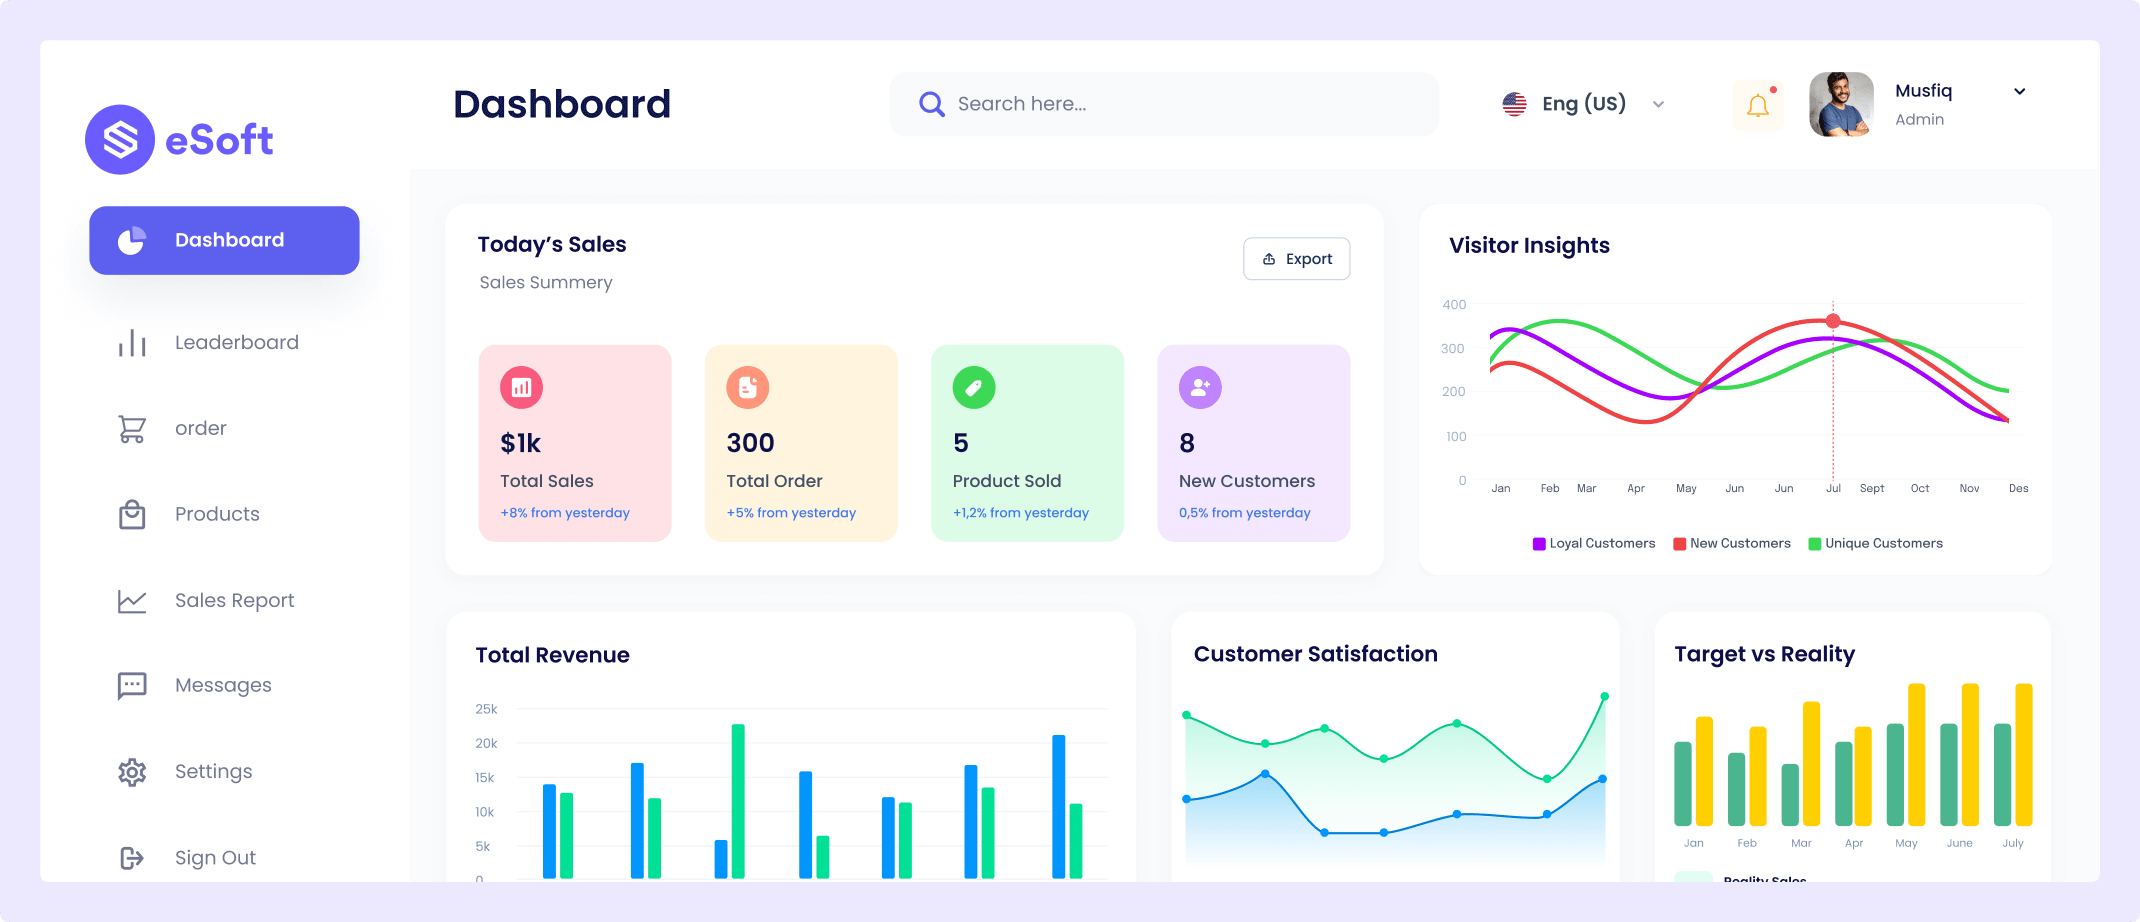 eSoft
Dashboard
Leaderboard
order
Products
Sales Report
Messages
Settings
Sign Out
Dashboard
Search here...
Eng (US)
Musfiq
Admin
Today's Sales
Sales Summery
Export
$1k
Total Sales
+8% from yesterday
300
Total Order
+5% from yesterday
5
Product Sold
+1,2% from yesterday
8
New Customers
0,5% from yesterday
Visitor Insights
400
300
200
100
0
Jan Feb Mar Apr May Jun Jun Jul Sept Oct Nov Des
Loyal Customers New Customers Unique Customers
Total Revenue
25k
20k
15k
10k
5k
0
Customer Satisfaction
Target vs Reality
Jan Feb Mar Apr May June July
Reality Sales